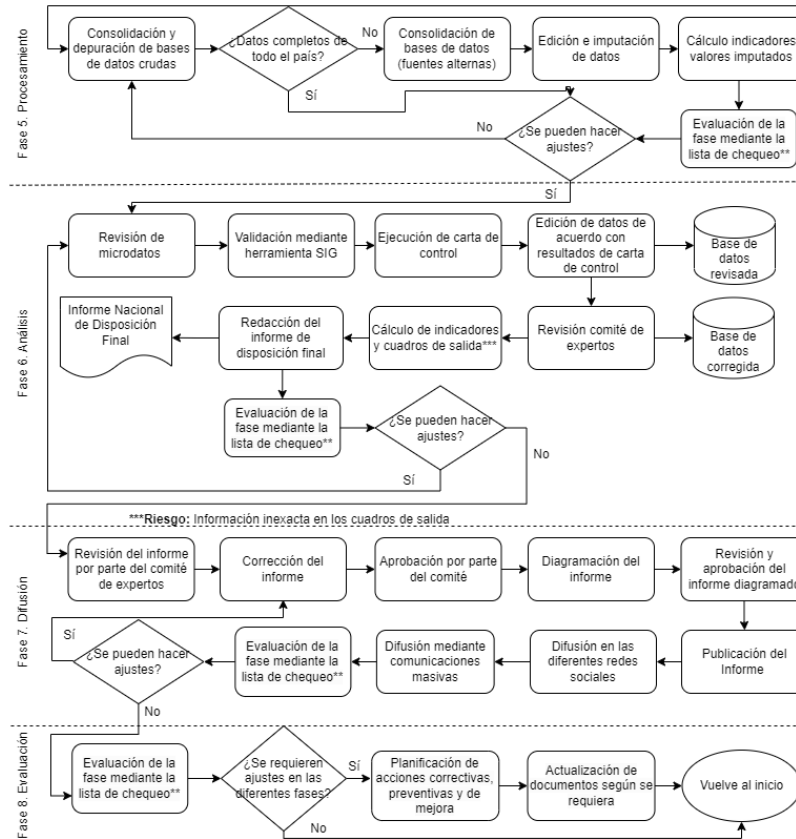 Fase 5. Procesamiento
Consolidación y
depuración de bases
de datos crudas
¿Datos completos de
todo el país?
No
Sí
Consolidación de
bases de datos
(fuentes alternas)
Edición e imputación
de datos
Cálculo indicadores
valores imputados
Evaluación de la
fase mediante la
lista de chequeo**
¿Se pueden hacer
ajustes?
No
Sí
Fase 6. Análisis
Revisión de
microdatos
Validación mediante
herramienta SIG
Ejecución de carta de
control
Edición de datos de
acuerdo con
resultados de carta
de control
Base de
datos
revisada
Informe Nacional
de Disposición
Final
Redacción del
informe de
disposición final
Cálculo de indicadores
y cuadros de salida***
Revisión comité de
expertos
Base de
datos
corregida
Evaluación de la
fase mediante la
lista de chequeo**
¿Se pueden hacer
ajustes?
No
Sí
***Riesgo: Información inexacta en los cuadros de salida
Fase 7. Difusión
Revisión del informe
por parte del comité
de expertos
Corrección del
informe
Aprobación por parte
del comité
Diagramación del
informe
Revisión y
aprobación del
informe diagramado
Sí
¿Se pueden hacer
ajustes?
No
Evaluación de la
fase mediante la
lista de chequeo**
Difusión mediante
comunicaciones
masivas
Difusión en las
diferentes redes
sociales
Publicación del
Informe
Fase 8. Evaluación
Evaluación de la
fase mediante la
lista de chequeo**
¿Se requieren
ajustes en las
diferentes fases?
Sí
No
Planificación de
acciones correctivas,
preventivas y de
mejora
Actualización de
documentos según se
requiera
Vuelve al inicio